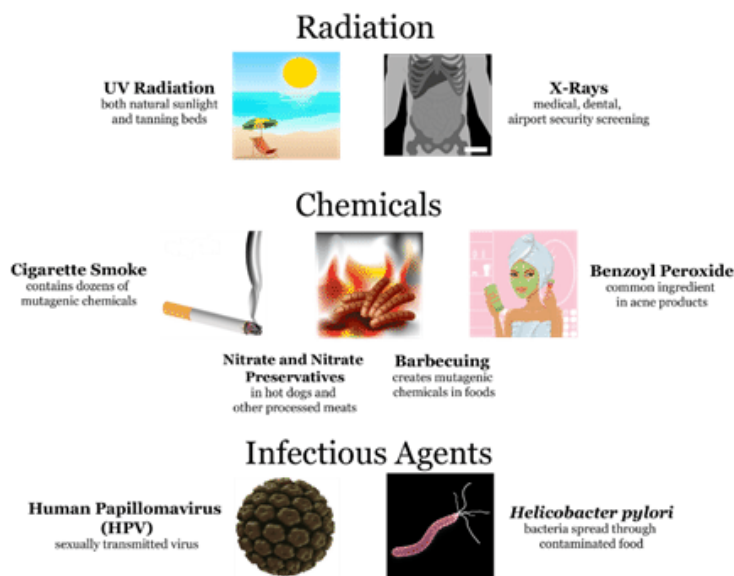 Radiation
UV Radiation
both natural sunlight
and tanning beds
X-Rays
medical, dental,
airport security screening
Chemicals
Cigarette Smoke
contains dozens of
mutagenic chemicals
Benzoyl Peroxide
common ingredient
in acne products
Nitrate and Nitrate
Preservatives
in hot dogs and
other processed meats
Barbecuing
creates mutagenic
chemicals in foods
Infectious Agents
Human Papillomavirus
(HPV)
sexually transmitted virus
Helicobacter pylori
bacteria spread through
contaminated food